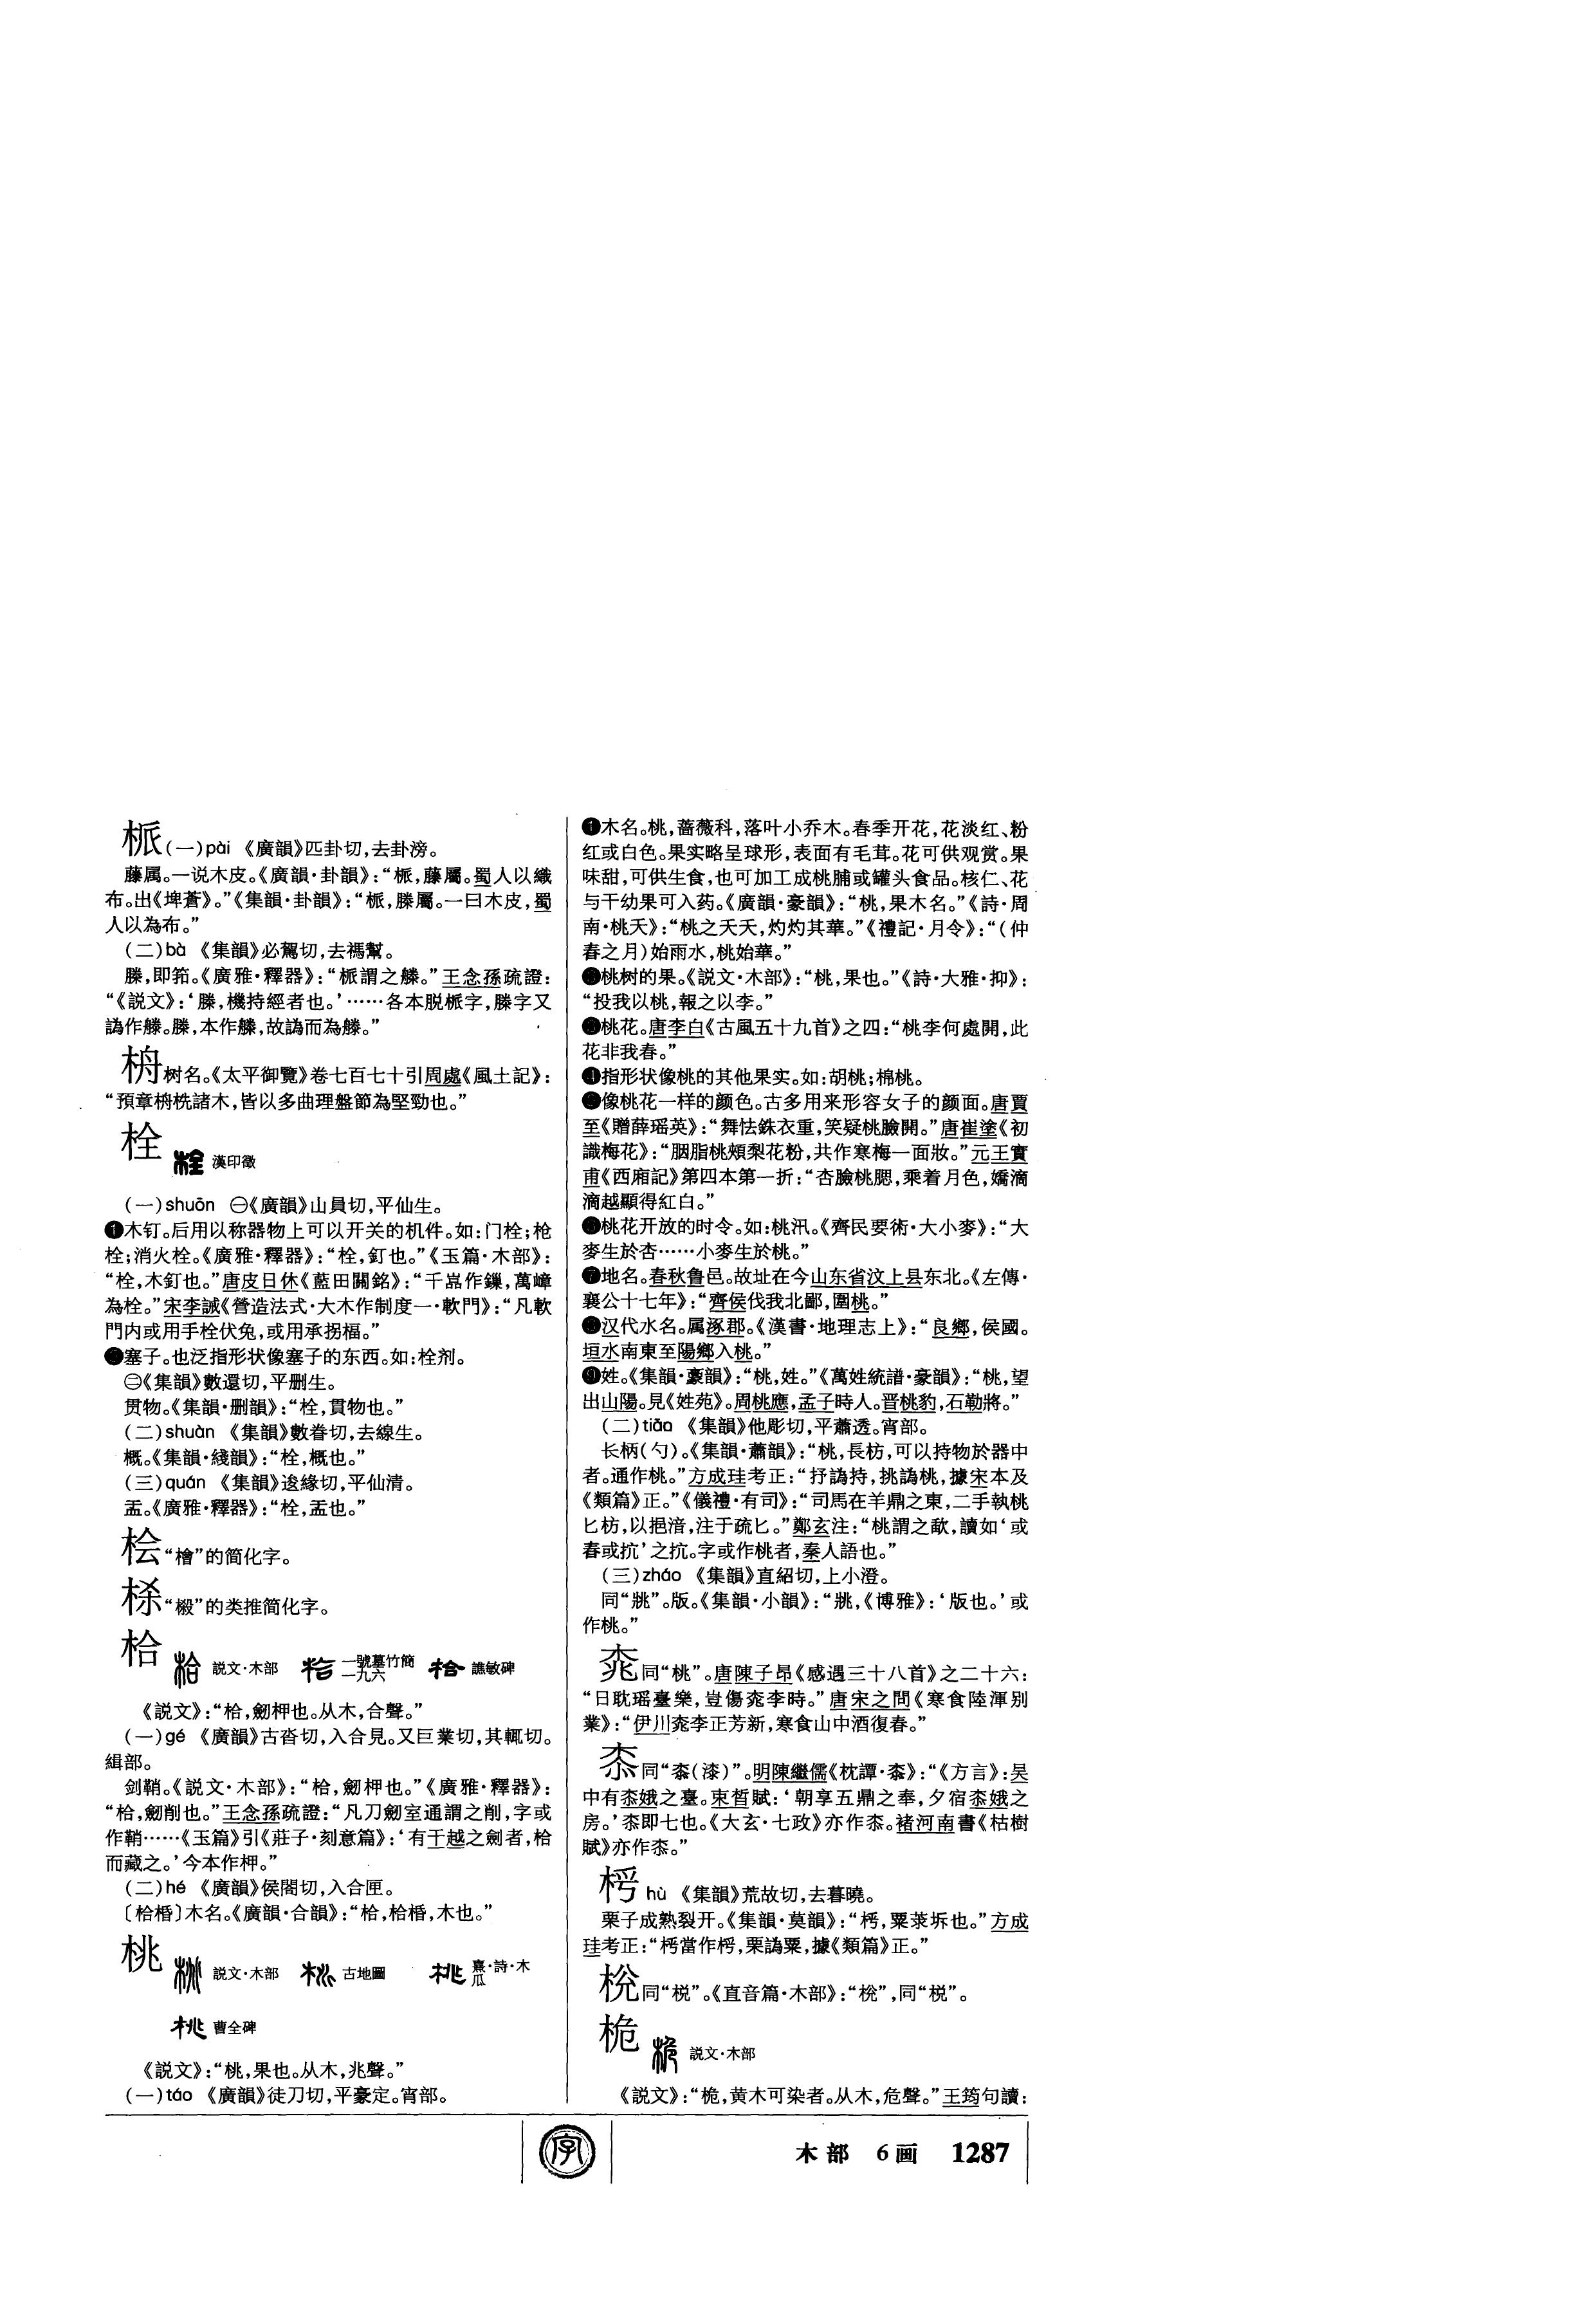 𣐪(一)pài 《廣韻》匹卦切,去卦滂。
藤属。一说木皮。《廣韻·卦韻》:“𣐪,藤屬。蜀人以織
布。出《埤蒼》。”《集韻·卦韻》:“𣐪,縢屬。一曰木皮,蜀
人以為布。”
(二)bà 《集韻》必駕切,去禡幫。
縢,即筘。《廣雅·釋器》:“𣐪謂之。”王念孫疏證:
“《説文》:‘,機持經者也。’……各本脱𣐪字,字又
譌作。,本作,故譌而為。”
树名。《太平御覽》卷七百七十引周處《風土記》:
“預章栴桄諸木,皆以多曲理盤節為堅勁也。”
栓 漢印徵
(一)shuōn ㊀《廣韻》山員切,平仙生。
❶木钉。后用以称器物上可以开关的机件。如:门栓;枪
栓;消火栓。《廣雅·釋器》:“栓,釘也。”《玉篇·木部》:
“栓,木釘也。”唐皮日休《藍田關銘》:“千嵓作鏁,萬嶂
為栓。”宋李誡《營造法式·大木作制度一·軟門》:“凡軟
門内或用手栓伏兔,或用承拐楅。”
❷塞子。也泛指形状像塞子的东西。如:栓剂。
㊁《集韻》數還切,平删生。
贯物。《集韻·删韻》:“栓,貫物也。”
(二)shuàn 《集韻》數眷切,去線生。
概。《集韻·綫韻》:“栓,概也。”
(三)quán 《集韻》逡緣切,平仙清。
盂。《廣雅·釋器》:“栓,盂也。”
桧“檜”的简化字。
“樧”的类推简化字。
枱 説文·木部 一號墓竹簡一九六 譙敏碑
《説文》:“㭘,劒柙也。从木,合聲。”
(一)gé 《廣韻》古沓切,入合見。又巨業切,其輒切。
緝部。
剑鞘。《説文·木部》:“㭘,劒柙也。”《廣雅·釋器》:
“㭘,劒削也。”王念孫疏證:“凡刀劒室通謂之削,字或
作鞘……《玉篇》引《莊子·刻意篇》:‘有干越之劍者,㭘
而藏之。’今本作柙。”
(二)hé 《廣韻》侯閤切,入合匣。
〔㭘㮯〕木名。《廣韻·合韻》:“㭘,㭘㮯,木也。”
桃 説文·木部 古地圖 熹·詩·木瓜
曹全碑
《説文》:“桃,果也。从木,兆聲。”
(一)táo 《廣韻》徒刀切,平豪定。宵部。
❶木名。桃,蔷薇科,落叶小乔木。春季开花,花淡红、粉
红或白色。果实略呈球形,表面有毛茸。花可供观赏。果
味甜,可供生食,也可加工成桃脯或罐头食品。核仁、花
与干幼果可入药。《廣韻·豪韻》:“桃,果木名。”《詩·周
南·桃夭》:“桃之夭夭,灼灼其華。”《禮記·月令》:“(仲
春之月)始雨水,桃始華。”
❷桃树的果。《説文·木部》:“桃,果也。”《詩·大雅·抑》:
“投我以桃,報之以李。”
❸桃花。唐李白《古風五十九首》之四:“桃李何處開,此
花非我春。”
❹指形状像桃的其他果实。如:胡桃;棉桃。
❺像桃花一样的颜色。古多用来形容女子的颜面。唐賈
至《贈薛瑶英》:“舞怯銖衣重,笑疑桃臉開。”唐崔塗《初
識梅花》:“胭脂桃頰梨花粉,共作寒梅一面妝。”元王實
甫《西廂記》第四本第一折:“杏臉桃腮,乘着月色,嬌滴
滴越顯得紅白。”
❻桃花开放的时令。如:桃汛。《齊民要術·大小麥》:“大
麥生於杏……小麥生於桃。”
❼地名。春秋鲁邑。故址在今山东省汶上县东北。《左傳·
襄公十七年》:“齊侯伐我北鄙,圍桃。”
❽汉代水名。属涿郡。《漢書·地理志上》:“良鄉,侯國。
垣水南東至陽鄉入桃。”
❾姓。《集韻·豪韻》:“桃,姓。”《萬姓統譜·豪韻》:“桃,望
出山陽。見《姓苑》。周桃應,孟子時人。晋桃豹,石勒將。”
(二)tiāo 《集韻》他彫切,平蕭透。宵部。
长柄(勺)。《集韻·蕭韻》:“桃,長枋,可以持物於器中
者。通作桃。”方成珪考正:“抒譌持,挑譌桃,據宋本及
《類篇》正。”《儀禮·有司》:“司馬在羊鼎之東,二手執桃
匕枋,以挹湆,注于疏匕。”鄭玄注:“桃謂之歃,讀如‘或
舂或抗’之抗。字或作桃者,秦人語也。”
(三)zhào 《集韻》直紹切,上小澄。
同“㸠”。版。《集韻·小韻》:“㸠,《博雅》:‘版也。’或
作桃。”
同“桃”。唐陳子昂《感遇三十八首》之二十六:
“日耽瑶臺樂,豈傷李時。”唐宋之問《寒食陸渾别
業》:“伊川李正芳新,寒食山中酒復春。”
同“桼(漆)”。明陳繼儒《枕譚·桼》:“《方言》:吴
中有娥之臺。束晳賦:‘朝享五鼎之奉,夕宿娥之
房。’即七也。《大玄·七政》亦作。褚河南書《枯樹
賦》亦作。”
hù 《集韻》荒故切,去暮曉。
栗子成熟裂开。《集韻·莫韻》:“,粟莍坼也。”方成
珪考正:“當作,栗譌粟,據《類篇》正。”
同“棁”。《直音篇·木部》:“”,同“棁”。
桅 説文·木部
《説文》:“桅,黄木可染者。从木,危聲。”王筠句讀:
字
木部 6画 1287